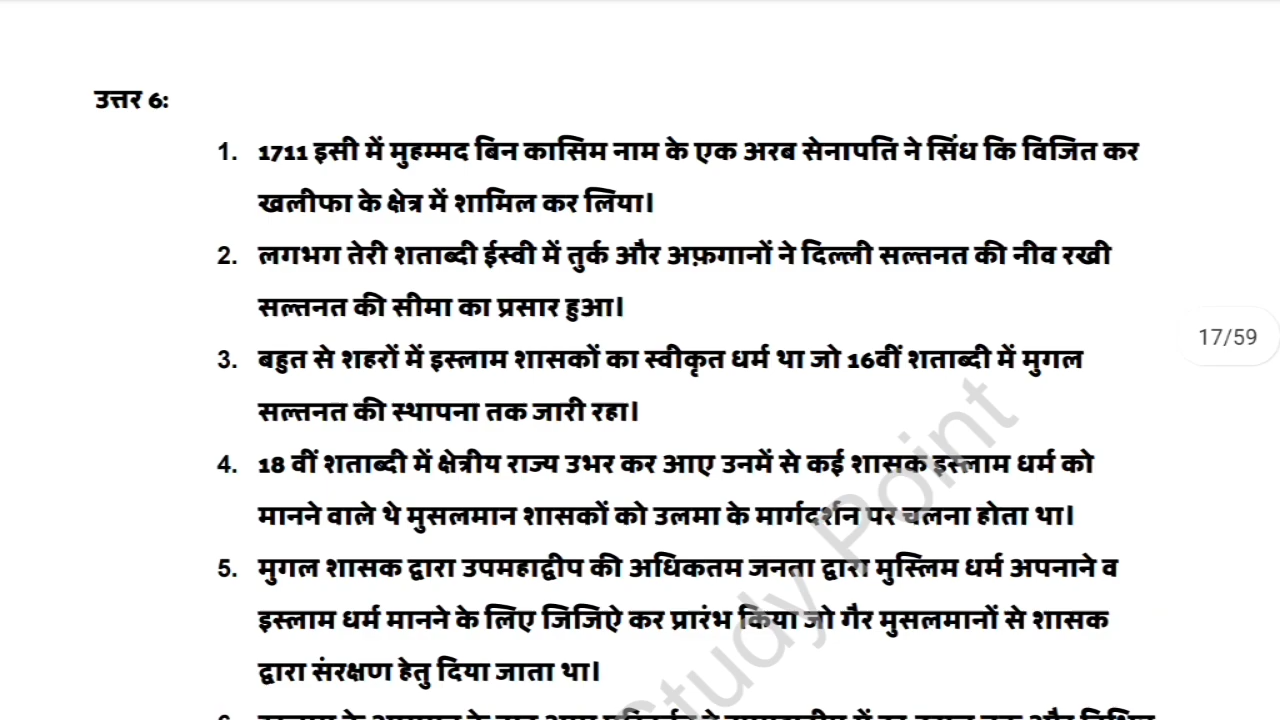 उत्तर 6:
1. 1711 इसी में मुहम्मद बिन कासिम नाम के एक अरब सेनापति ने सिंध कि विजित कर
खलीफा के क्षेत्र में शामिल कर लिया।
2. लगभग तेरी शताब्दी ईस्वी में तुर्क और अफ़गानों ने दिल्ली सल्तनत की नीव रखी
सल्तनत की सीमा का प्रसार हुआ।
17/59
3. बहुत से शहरों में इस्लाम शासकों का स्वीकृत धर्म था जो 16वीं शताब्दी में मुगल
सल्तनत की स्थापना तक जारी रहा।
4. 18 वीं शताब्दी में क्षेत्रीय राज्य उभर कर आए उनमें से कई शासक इस्लाम धर्म को
मानने वाले थे मुसलमान शासकों को उलमा के मार्गदर्शन पर चलना होता था।
5. मुगल शासक द्वारा उपमहाद्वीप की अधिकतम जनता द्वारा मुस्लिम धर्म अपनाने व
इस्लाम धर्म मानने के लिए जिजिऐ कर प्रारंभ किया जो गैर मुसलमानों से शासक
द्वारा संरक्षण हेतु दिया जाता था।
Study Point